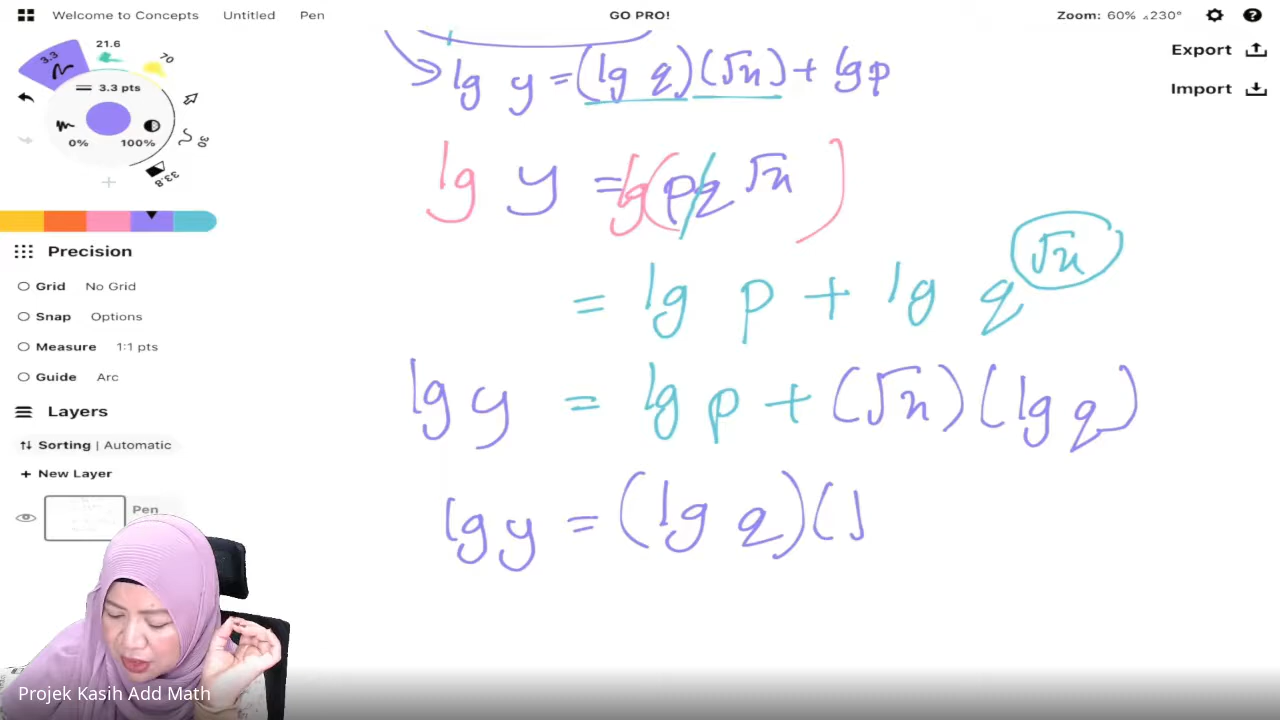 Welcome to Concepts Untitled Pen GO PRO! Zoom: 60% ⊿230°
Export
Import
21.6
3.3
70
3.3 pts
0% 100%
30
33.8
Precision
Grid No Grid
Snap Options
Measure 1:1 pts
Guide Arc
Layers
Sorting | Automatic
+ New Layer
Pen
lg y = (lg q)(√x) + lg p
lg y = lg(pq^√x)
= lg p + lg q^√x
lg y = lg p + (√x)(lg q)
lg y = (lg q)(
Projek Kasih Add Math